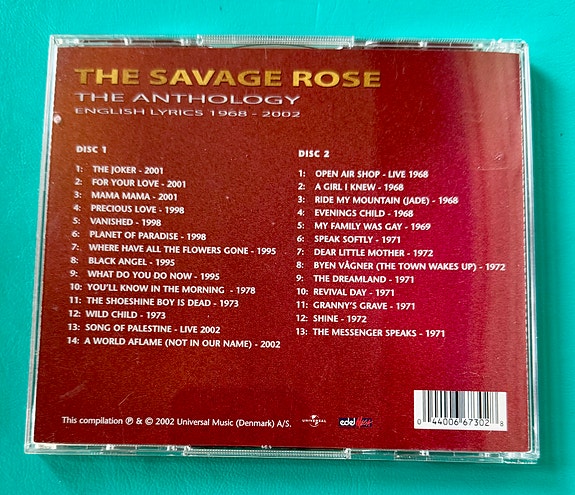 THE SAVAGE ROSE
THE ANTHOLOGY
ENGLISH LYRICS 1968 - 2002
DISC 1
1: THE JOKER - 2001
2: FOR YOUR LOVE - 2001
3: MAMA MAMA - 2001
4: PRECIOUS LOVE - 1998
5: VANISHED - 1998
6: PLANET OF PARADISE - 1998
7: WHERE HAVE ALL THE FLOWERS GONE - 1995
8: BLACK ANGEL - 1995
9: WHAT DO YOU DO NOW - 1995
10: YOU'LL KNOW IN THE MORNING - 1978
11: THE SHOESHINE BOY IS DEAD - 1973
12: WILD CHILD - 1973
13: SONG OF PALESTINE - LIVE 2002
14: A WORLD AFLAME (NOT IN OUR NAME) - 2002
DISC 2
1: OPEN AIR SHOP - LIVE 1968
2: A GIRL I KNEW - 1968
3: RIDE MY MOUNTAIN (JADE) - 1968
4: EVENINGS CHILD - 1968
5: MY FAMILY WAS GAY - 1969
6: SPEAK SOFTLY - 1971
7: DEAR LITTLE MOTHER - 1972
8: BYEN VÅGNER (THE TOWN WAKES UP) - 1972
9: THE DREAMLAND - 1971
10: REVIVAL DAY - 1971
11: GRANNY'S GRAVE - 1971
12: SHINE - 1972
13: THE MESSENGER SPEAKS - 1971
This compilation ℗ & © 2002 Universal Music (Denmark) A/S.
UNIVERSAL
edel
0 44006 67302 8